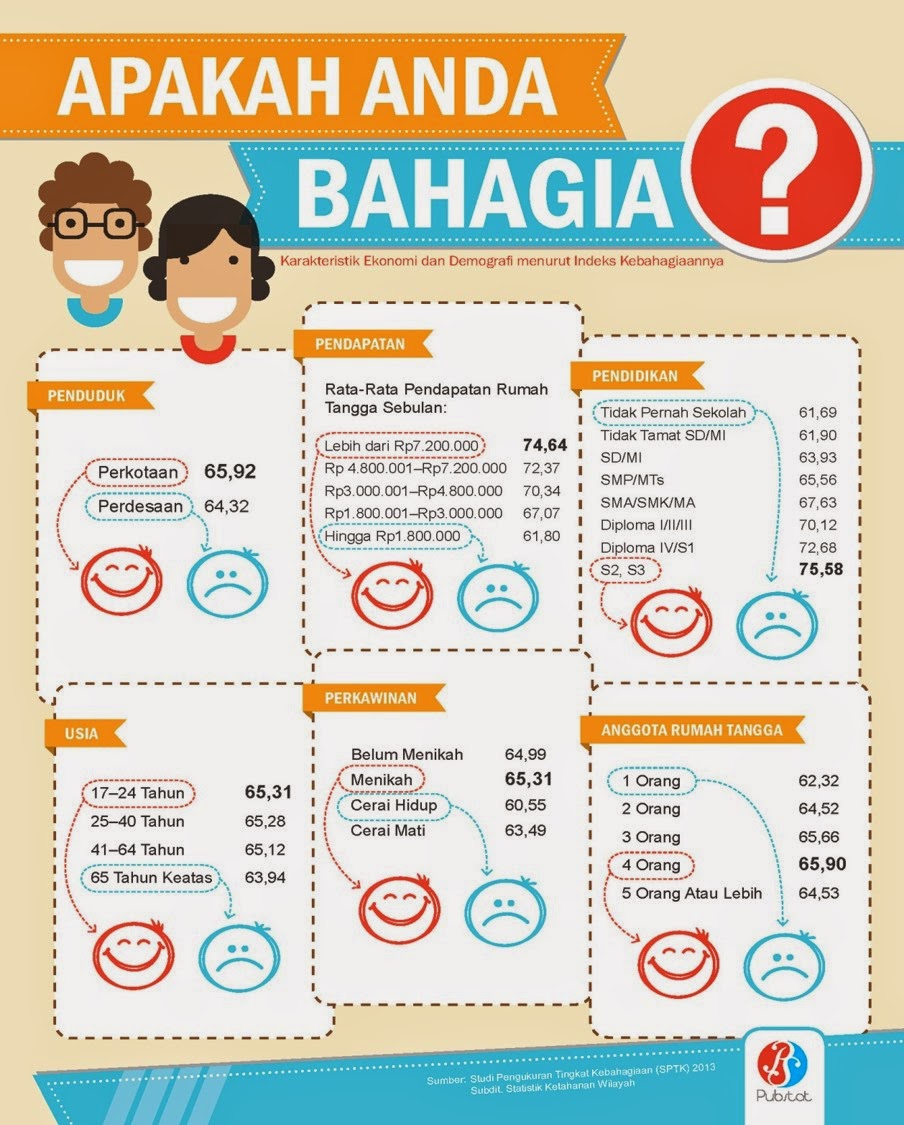 APAKAH ANDA
BAHAGIA ?
Karakteristik Ekonomi dan Demografi menurut Indeks Kebahagiaannya
PENDUDUK
Perkotaan 65,92
Perdesaan 64,32
PENDAPATAN
Rata-Rata Pendapatan Rumah
Tangga Sebulan:
Lebih dari Rp7.200.000 74,64
Rp 4.800.001–Rp7.200.000 72,37
Rp3.000.001–Rp4.800.000 70,34
Rp1.800.001–Rp3.000.000 67,07
Hingga Rp1.800.000 61,80
PENDIDIKAN
Tidak Pernah Sekolah 61,69
Tidak Tamat SD/MI 61,90
SD/MI 63,93
SMP/MTs 65,56
SMA/SMK/MA 67,63
Diploma I/II/III 70,12
Diploma IV/S1 72,68
S2, S3 75,58
USIA
17–24 Tahun 65,31
25–40 Tahun 65,28
41–64 Tahun 65,12
65 Tahun Keatas 63,94
PERKAWINAN
Belum Menikah 64,99
Menikah 65,31
Cerai Hidup 60,55
Cerai Mati 63,49
ANGGOTA RUMAH TANGGA
1 Orang 62,32
2 Orang 64,52
3 Orang 65,66
4 Orang 65,90
5 Orang Atau Lebih 64,53
Sumber: Studi Pengukuran Tingkat Kebahagiaan (SPTK) 2013
Subdit. Statistik Ketahanan Wilayah
PS
Pubstat